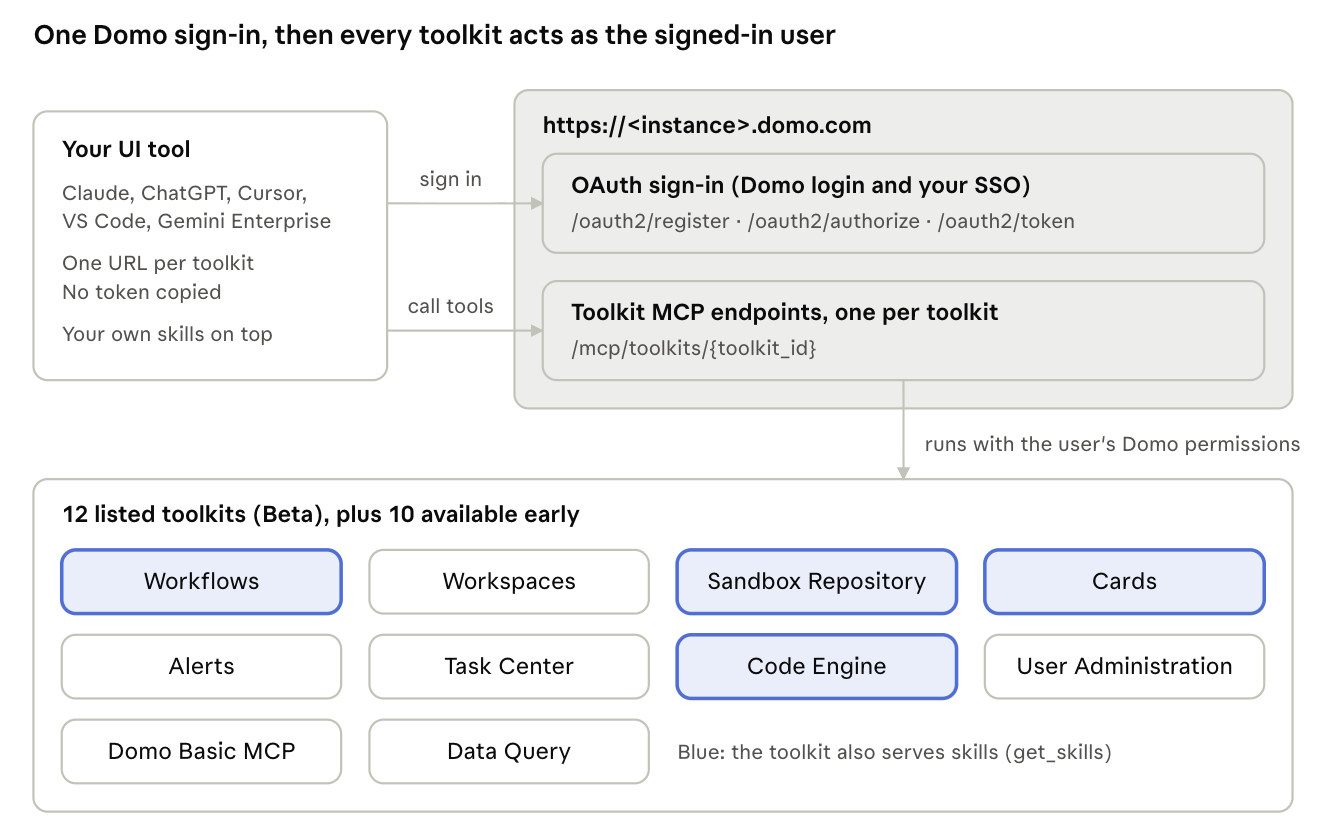 One Domo sign-in, then every toolkit acts as the signed-in user
Your UI tool
Claude, ChatGPT, Cursor,
VS Code, Gemini Enterprise
One URL per toolkit
No token copied
Your own skills on top
sign in
call tools
https://<instance>.domo.com
OAuth sign-in (Domo login and your SSO)
/oauth2/register · /oauth2/authorize · /oauth2/token
Toolkit MCP endpoints, one per toolkit
/mcp/toolkits/{toolkit_id}
runs with the user's Domo permissions
12 listed toolkits (Beta), plus 10 available early
Workflows
Workspaces
Sandbox Repository
Cards
Alerts
Task Center
Code Engine
User Administration
Domo Basic MCP
Data Query
Blue: the toolkit also serves skills (get_skills)